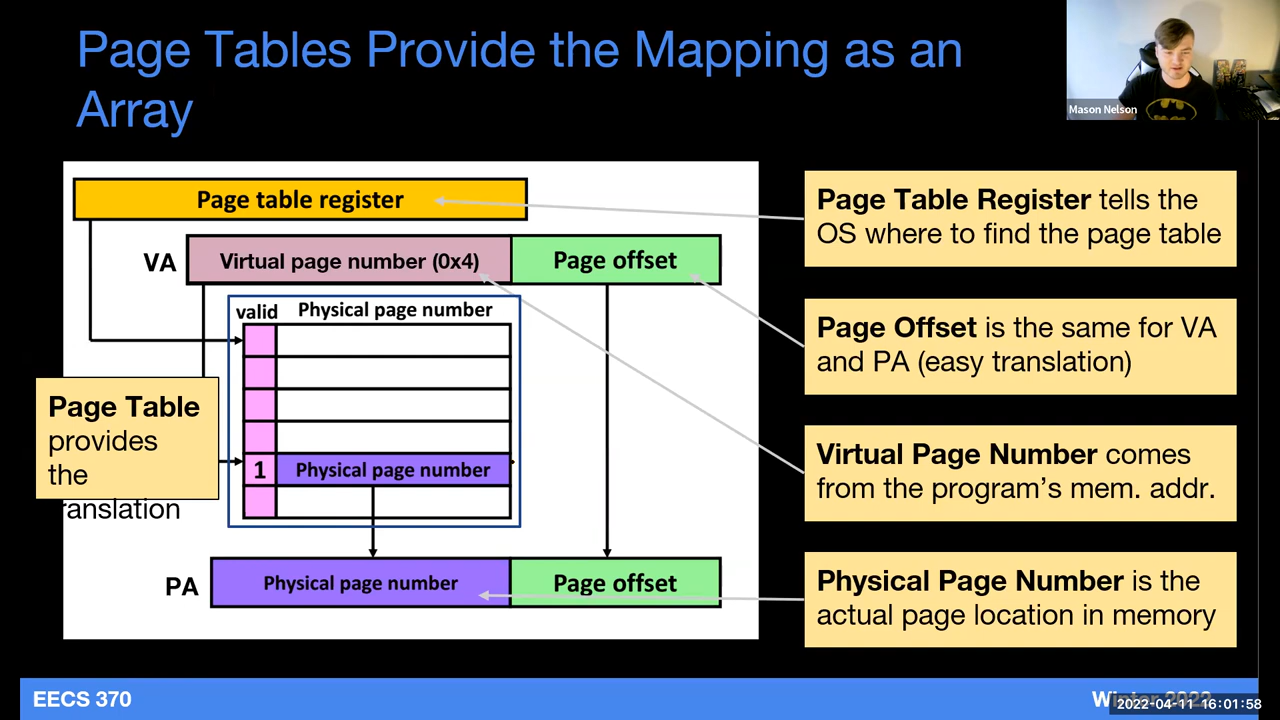 Page Tables Provide the Mapping as an
Array
Mason Nelson
Page table register
VA
Virtual page number (0x4)
Page offset
valid
Physical page number
1
Physical page number
PA
Physical page number
Page offset
Page Table
provides
the
ranslation
Page Table Register tells the
OS where to find the page table
Page Offset is the same for VA
and PA (easy translation)
Virtual Page Number comes
from the program's mem. addr.
Physical Page Number is the
actual page location in memory
EECS 370
Winter 2022
2022-04-11 16:01:58